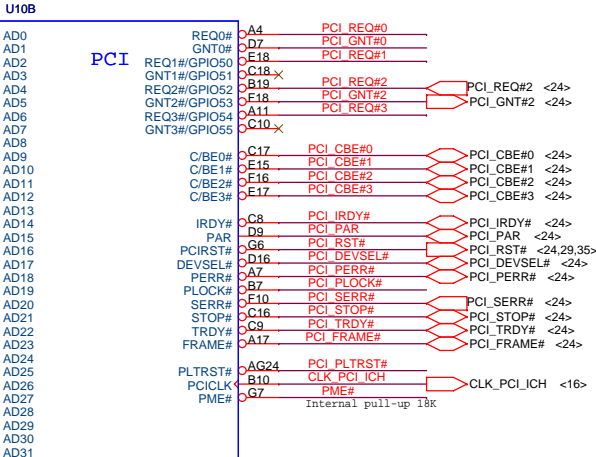 U10B
AD0 REQ0# A4 PCI_REQ#0
AD1 GNT0# D7 PCI_GNT#0
AD2 PCI REQ1#/GPIO50 E18 PCI_REQ#1
AD3 GNT1#/GPIO51 C18
AD4 REQ2#/GPIO52 B19 PCI_REQ#2 PCI_REQ#2 <24>
AD5 GNT2#/GPIO53 F18 PCI_GNT#2 PCI_GNT#2 <24>
AD6 REQ3#/GPIO54 A11 PCI_REQ#3
AD7 GNT3#/GPIO55 C10
AD8
AD9 C/BE0# C17 PCI_CBE#0 PCI_CBE#0 <24>
AD10 C/BE1# E15 PCI_CBE#1 PCI_CBE#1 <24>
AD11 C/BE2# F16 PCI_CBE#2 PCI_CBE#2 <24>
AD12 C/BE3# E17 PCI_CBE#3 PCI_CBE#3 <24>
AD13
AD14 IRDY# C8 PCI_IRDY# PCI_IRDY# <24>
AD15 PAR D9 PCI_PAR PCI_PAR <24>
AD16 PCIRST# G6 PCI_RST# PCI_RST# <24,29,35>
AD17 DEVSEL# D16 PCI_DEVSEL# PCI_DEVSEL# <24>
AD18 PERR# A7 PCI_PERR# PCI_PERR# <24>
AD19 PLOCK# B7 PCI_PLOCK#
AD20 SERR# F10 PCI_SERR# PCI_SERR# <24>
AD21 STOP# C16 PCI_STOP# PCI_STOP# <24>
AD22 TRDY# C9 PCI_TRDY# PCI_TRDY# <24>
AD23 FRAME# A17 PCI_FRAME# PCI_FRAME# <24>
AD24
AD25 PLTRST# AG24 PCI_PLTRST#
AD26 PCICLK B10 CLK_PCI_ICH CLK_PCI_ICH <16>
AD27 PME# G7 PME#
Internal pull-up 18K
AD28
AD29
AD30
AD31